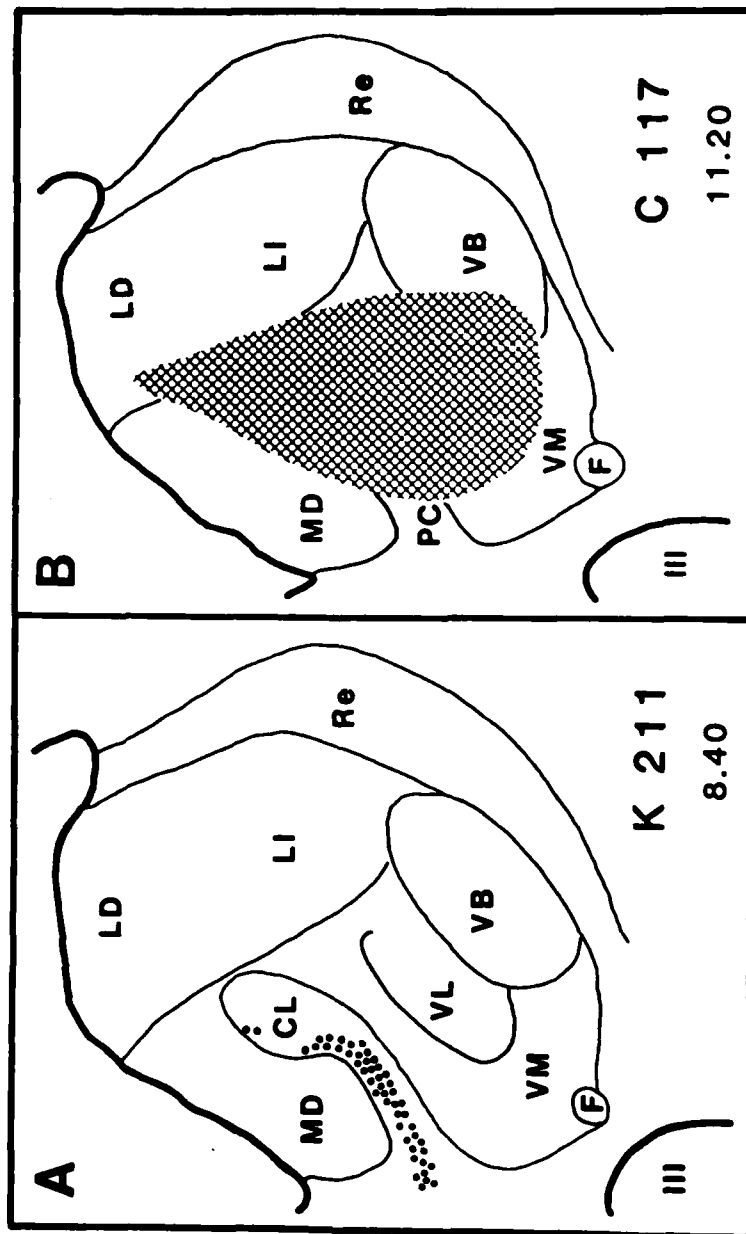 A
LD
LI
MD
CL
Re
VL
VB
VM
F
III
K 211
8.40
B
LD
LI
MD
Re
PC
VB
VM
F
III
C 117
11.20